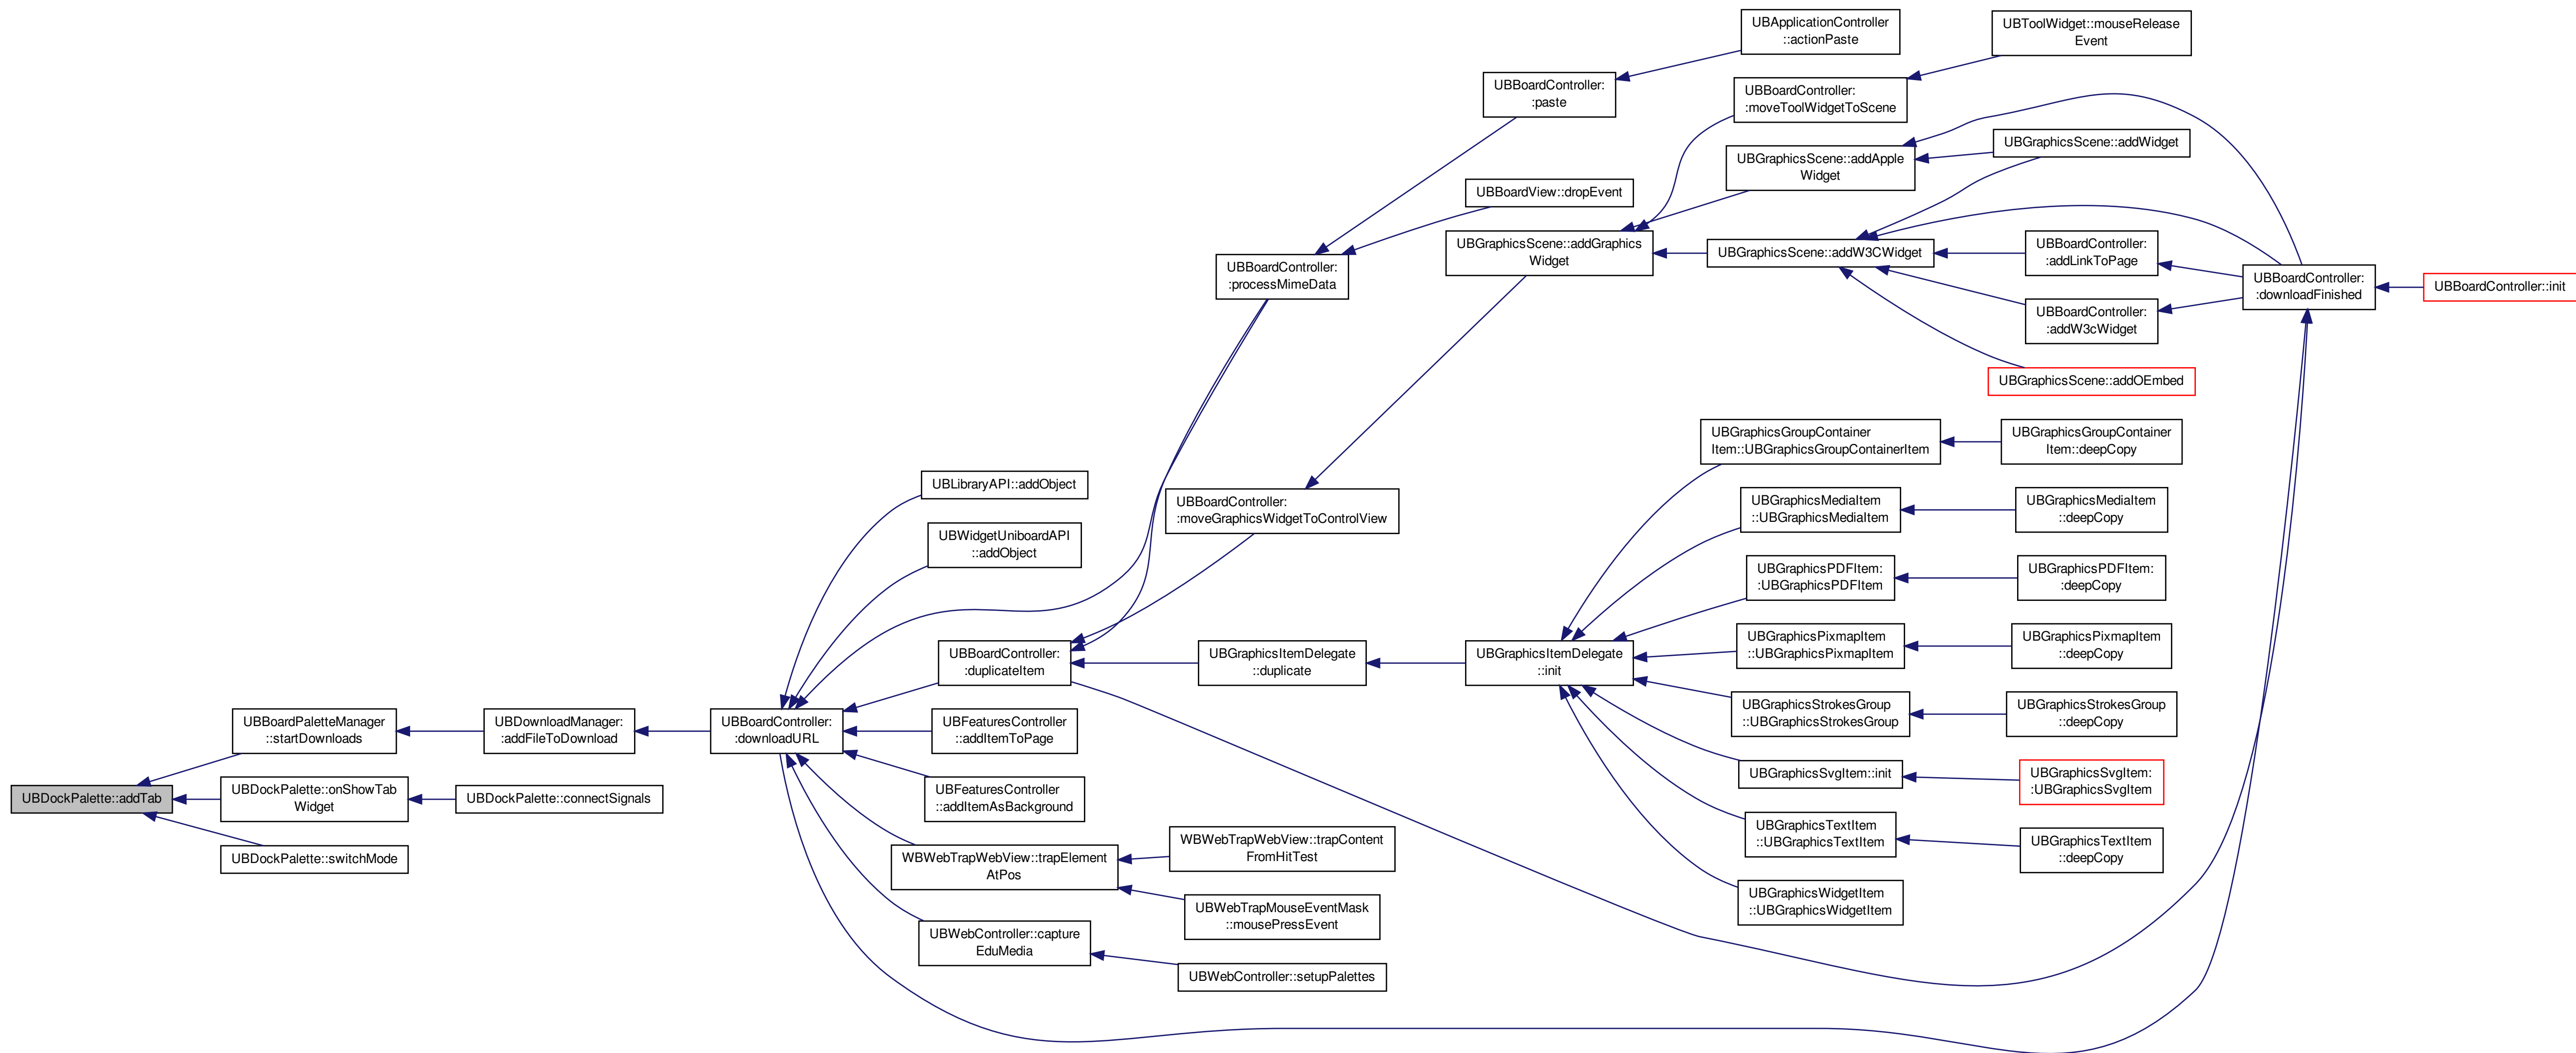 UBDockPalette::addTab
UBBoardPaletteManager
::startDownloads
UBDockPalette::onShowTab
Widget
UBDockPalette::switchMode
UBDownloadManager:
:addFileToDownload
UBDockPalette::connectSignals
UBBoardController:
:downloadURL
UBLibraryAPI::addObject
UBWidgetUniboardAPI
::addObject
UBBoardController:
:duplicateItem
UBFeaturesController
::addItemToPage
UBFeaturesController
::addItemAsBackground
WBWebTrapWebView::trapElement
AtPos
UBWebController::capture
EduMedia
UBBoardController:
:processMimeData
UBBoardController:
:moveGraphicsWidgetToControlView
UBGraphicsItemDelegate
::duplicate
WBWebTrapWebView::trapContent
FromHitTest
UBWebTrapMouseEventMask
::mousePressEvent
UBWebController::setupPalettes
UBBoardController:
:paste
UBBoardView::dropEvent
UBGraphicsScene::addGraphics
Widget
UBGraphicsItemDelegate
::init
UBApplicationController
::actionPaste
UBBoardController:
:moveToolWidgetToScene
UBGraphicsScene::addApple
Widget
UBGraphicsScene::addW3CWidget
UBGraphicsGroupContainer
Item::UBGraphicsGroupContainerItem
UBGraphicsMediaItem
::UBGraphicsMediaItem
UBGraphicsPDFItem:
:UBGraphicsPDFItem
UBGraphicsPixmapItem
::UBGraphicsPixmapItem
UBGraphicsStrokesGroup
::UBGraphicsStrokesGroup
UBGraphicsSvgItem::init
UBGraphicsTextItem
::UBGraphicsTextItem
UBGraphicsWidgetItem
::UBGraphicsWidgetItem
UBToolWidget::mouseRelease
Event
UBGraphicsScene::addWidget
UBBoardController:
:addLinkToPage
UBBoardController:
:addW3cWidget
UBGraphicsScene::addOEmbed
UBGraphicsGroupContainer
Item::deepCopy
UBGraphicsMediaItem
::deepCopy
UBGraphicsPDFItem:
:deepCopy
UBGraphicsPixmapItem
::deepCopy
UBGraphicsStrokesGroup
::deepCopy
UBGraphicsSvgItem:
:UBGraphicsSvgItem
UBGraphicsTextItem
::deepCopy
UBBoardController:
:downloadFinished
UBBoardController::init